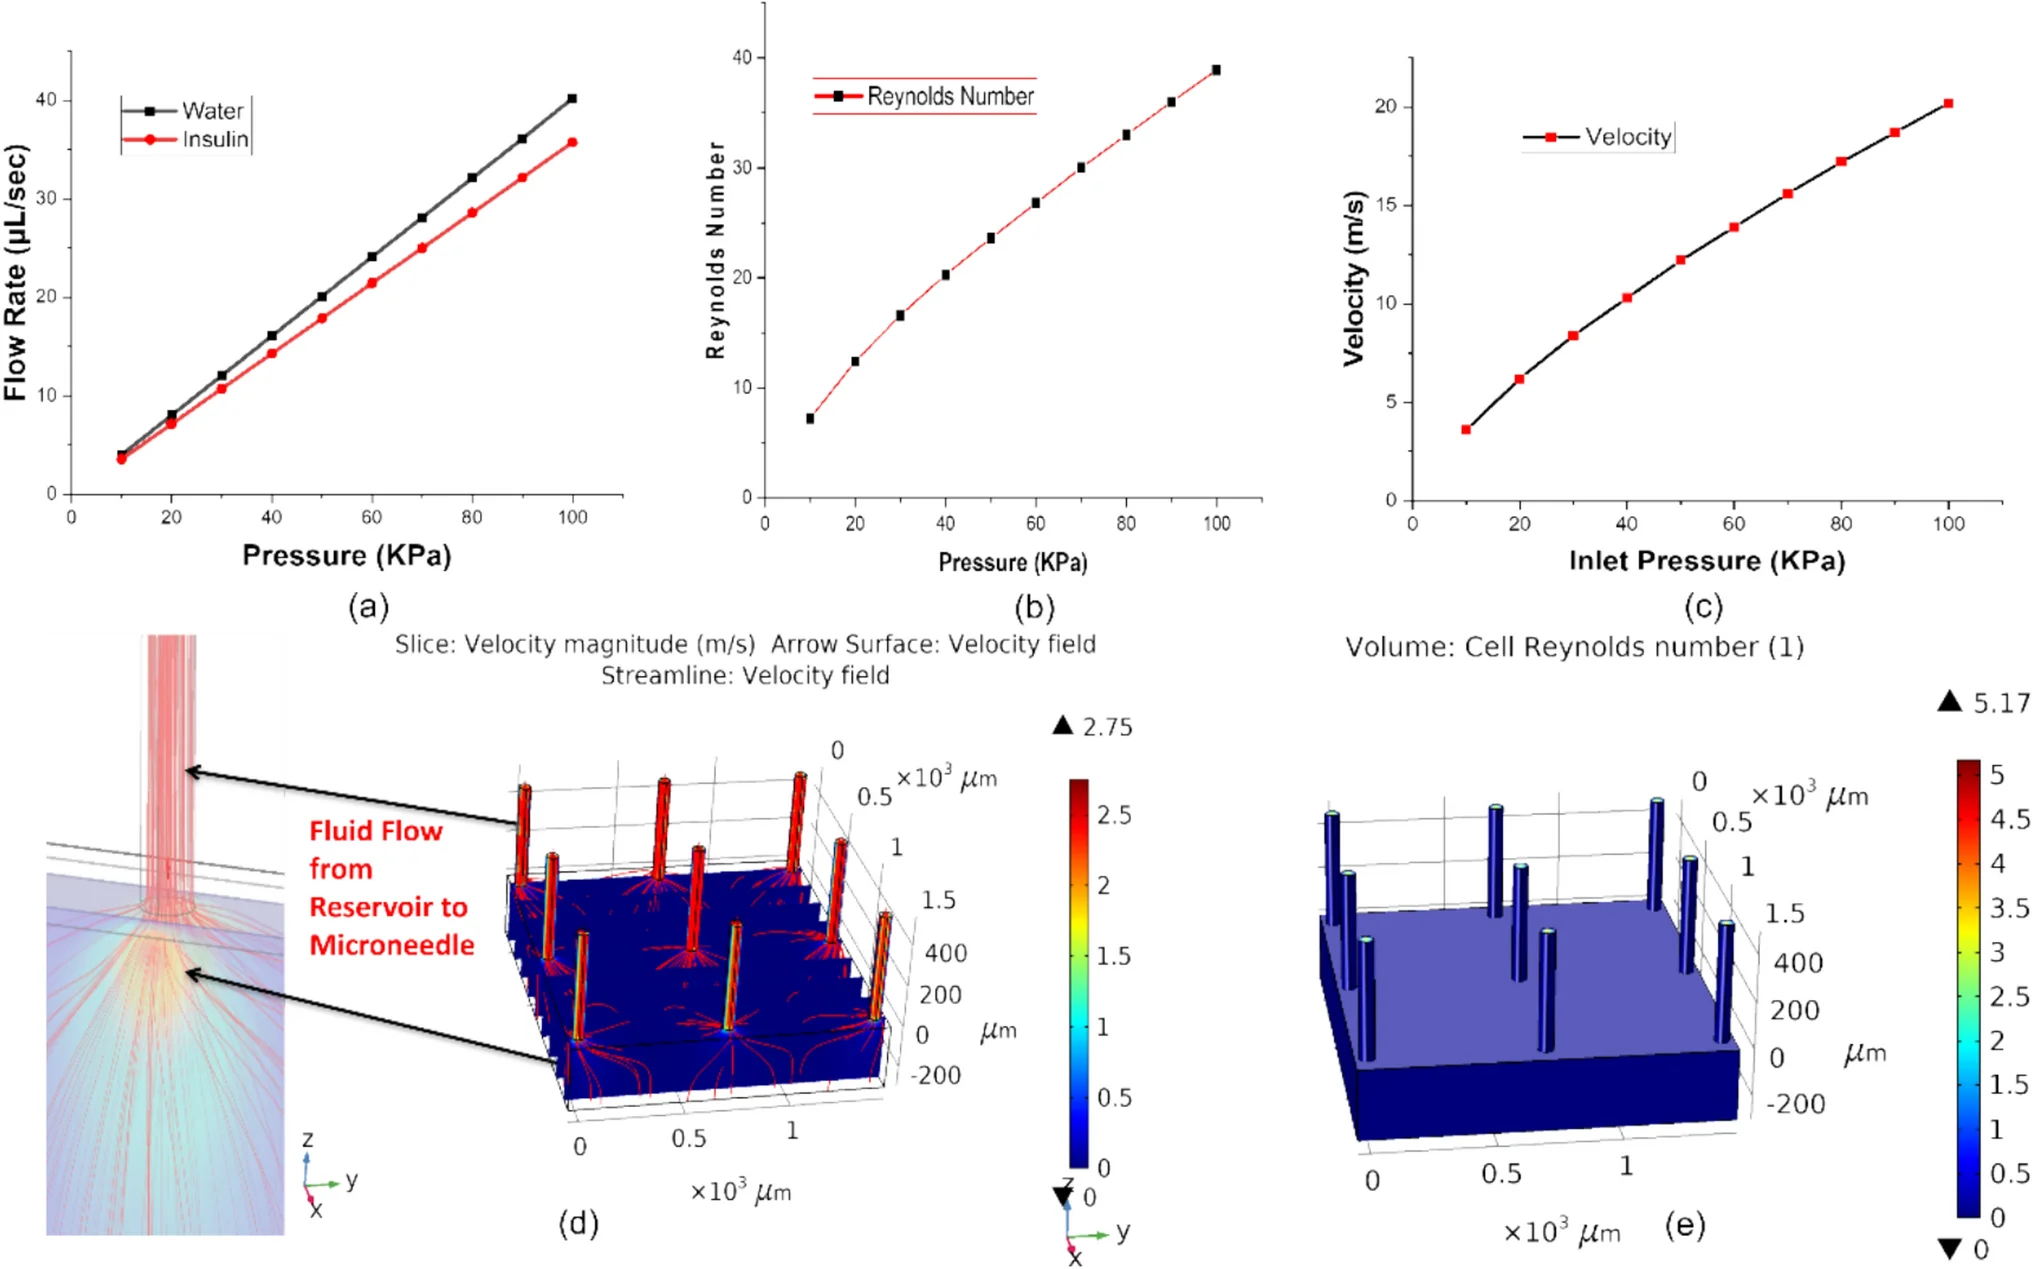 40
30
20
10
0
0 20 40 60 80 100
Flow Rate (µL/sec)
Water
Insulin
Pressure (KPa)
(a)
40
30
20
10
0
0 20 40 60 80 100
Reynolds Number
Reynolds Number
Pressure (KPa)
(b)
20
15
10
5
0
0 20 40 60 80 100
Velocity (m/s)
Velocity
Inlet Pressure (KPa)
(c)
Slice: Velocity magnitude (m/s) Arrow Surface: Velocity field
Streamline: Velocity field
Fluid Flow
from
Reservoir to
Microneedle
z
y
x
0
×10³ µm
0.5
1
1.5
400
200
0
µm
-200
0 0.5 1
×10³ µm
▲ 2.75
2.5
2
1.5
1
0.5
0
▼ 0
z
y
x
(d)
Volume: Cell Reynolds number (1)
0
×10³ µm
0.5
1
1.5
400
200
0
µm
-200
0 0.5 1
×10³ µm
▲ 5.17
5
4.5
4
3.5
3
2.5
2
1.5
1
0.5
0
▼ 0
(e)